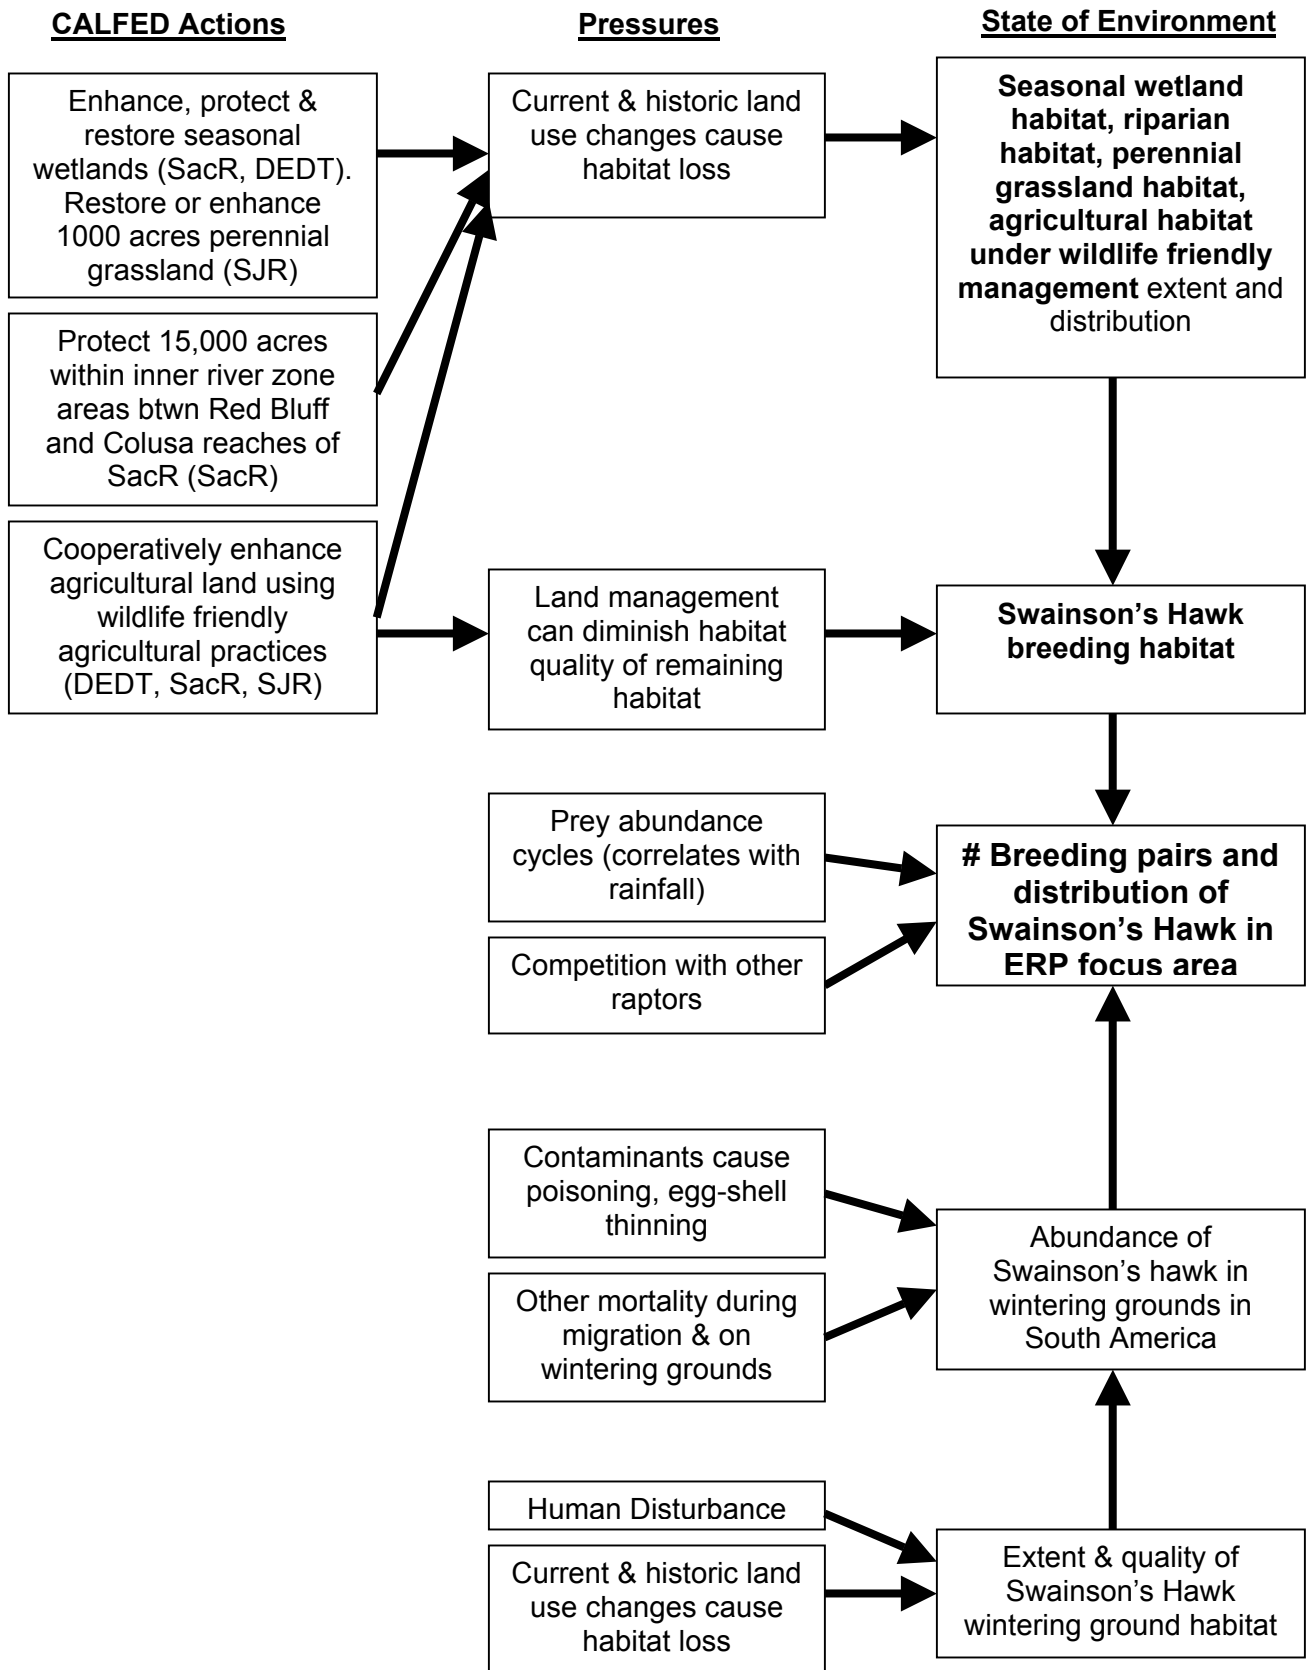 CALFED Actions
Pressures
State of Environment
Enhance, protect &
restore seasonal
wetlands (SacR, DEDT).
Restore or enhance
1000 acres perennial
grassland (SJR)
Protect 15,000 acres
within inner river zone
areas btwn Red Bluff
and Colusa reaches of
SacR (SacR)
Cooperatively enhance
agricultural land using
wildlife friendly
agricultural practices
(DEDT, SacR, SJR)
Current & historic land
use changes cause
habitat loss
Land management
can diminish habitat
quality of remaining
habitat
Prey abundance
cycles (correlates with
rainfall)
Competition with other
raptors
Contaminants cause
poisoning, egg-shell
thinning
Other mortality during
migration & on
wintering grounds
Human Disturbance
Current & historic land
use changes cause
habitat loss
Seasonal wetland
habitat, riparian
habitat, perennial
grassland habitat,
agricultural habitat
under wildlife friendly
management extent and
distribution
Swainson's Hawk
breeding habitat
# Breeding pairs and
distribution of
Swainson's Hawk in
ERP focus area
Abundance of
Swainson's hawk in
wintering grounds in
South America
Extent & quality of
Swainson's Hawk
wintering ground habitat